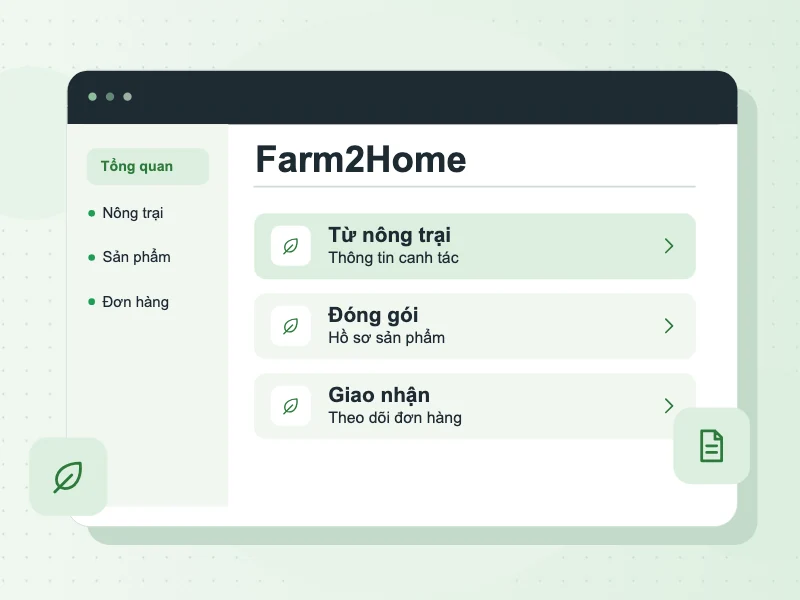 Farm2Home
Tổng quan
Nông trại
Sản phẩm
Đơn hàng
Từ nông trại
Thông tin canh tác
Đóng gói
Hồ sơ sản phẩm
Giao nhận
Theo dõi đơn hàng